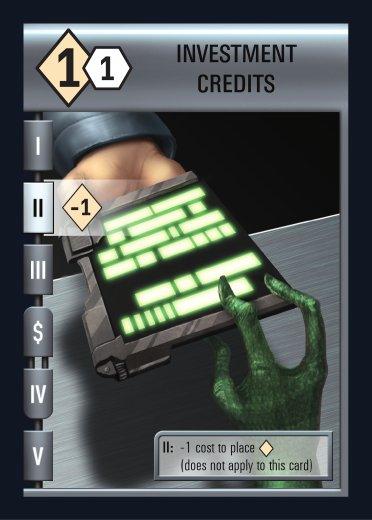 1 1
INVESTMENT
CREDITS
I
II -1
III
$
IV
V
II: -1 cost to place
(does not apply to this card)